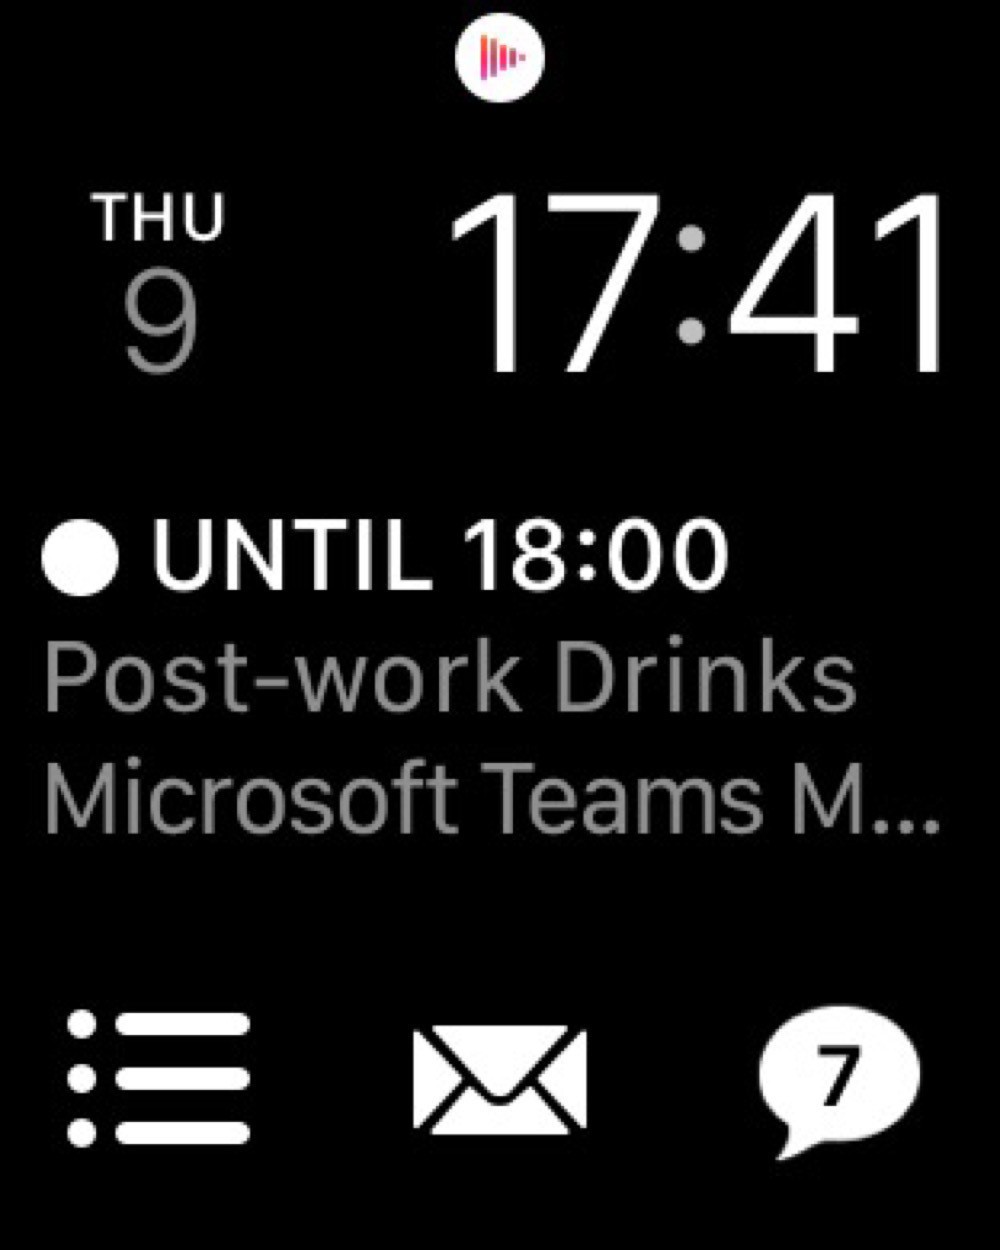 THU
9
17:41
UNTIL 18:00
Post-work Drinks
Microsoft Teams M...
7